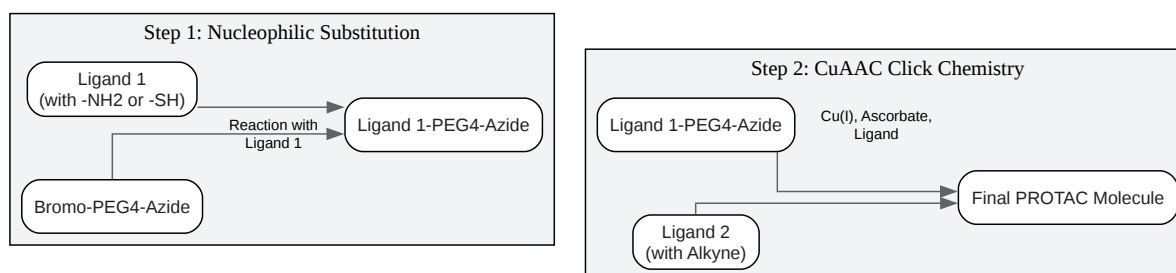 Step 1: Nucleophilic Substitution
Ligand 1
(with -NH2 or -SH)
Reaction with
Ligand 1
Ligand 1-PEG4-Azide
Bromo-PEG4-Azide
Step 2: CuAAC Click Chemistry
Ligand 1-PEG4-Azide
Cu(I), Ascorbate,
Ligand
Final PROTAC Molecule
Ligand 2
(with Alkyne)